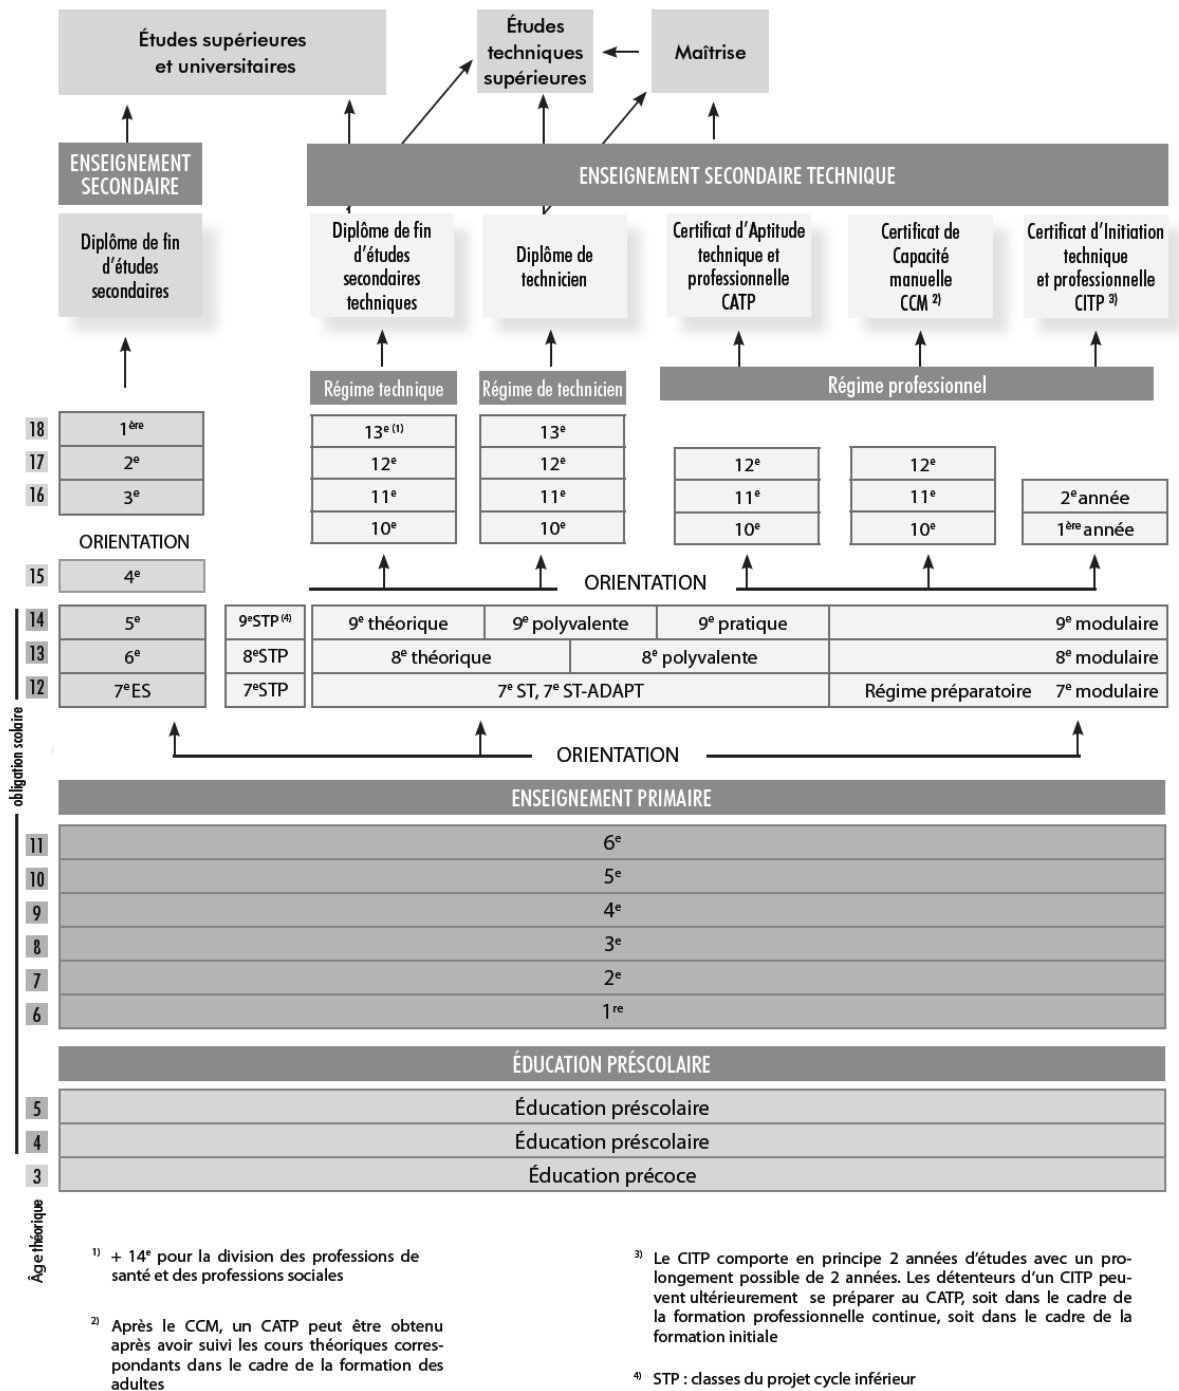 Études supérieures
et universitaires
Études
techniques
supérieures
Maîtrise
ENSEIGNEMENT
SECONDAIRE
ENSEIGNEMENT SECONDAIRE TECHNIQUE
Diplôme de fin
d'études
secondaires
Diplôme de fin
d'études
secondaires
techniques
Diplôme de
technicien
Certificat d'Aptitude
technique et
professionnelle
CATP
Certificat de
Capacité
manuelle
CCM 2)
Certificat d'Initiation
technique
et professionnelle
CITP 3)
Régime technique
Régime de technicien
Régime professionnel
18 1ère 13e (1) 13e
17 2e 12e 12e 12e 12e
16 3e 11e 11e 11e 11e 2e année
10e 10e 10e 10e 1ère année
ORIENTATION
15 4e
ORIENTATION
14 5e 9e STP (4) 9e théorique 9e polyvalente 9e pratique 9e modulaire
13 6e 8e STP 8e théorique 8e polyvalente 8e modulaire
12 7e ES 7e STP 7e ST, 7e ST-ADAPT Régime préparatoire 7e modulaire
ORIENTATION
obligation scolaire
ENSEIGNEMENT PRIMAIRE
11 6e
10 5e
9 4e
8 3e
7 2e
6 1re
ÉDUCATION PRÉSCOLAIRE
5 Éducation préscolaire
4 Éducation préscolaire
3 Éducation précoce
Âge théorique
1) + 14e pour la division des professions de
santé et des professions sociales
2) Après le CCM, un CATP peut être obtenu
après avoir suivi les cours théoriques corres-
pondants dans le cadre de la formation des
adultes
3) Le CITP comporte en principe 2 années d'études avec un pro-
longement possible de 2 années. Les détenteurs d'un CITP peu-
vent ultérieurement se préparer au CATP, soit dans le cadre de
la formation professionnelle continue, soit dans le cadre de la
formation initiale
4) STP : classes du projet cycle inférieur